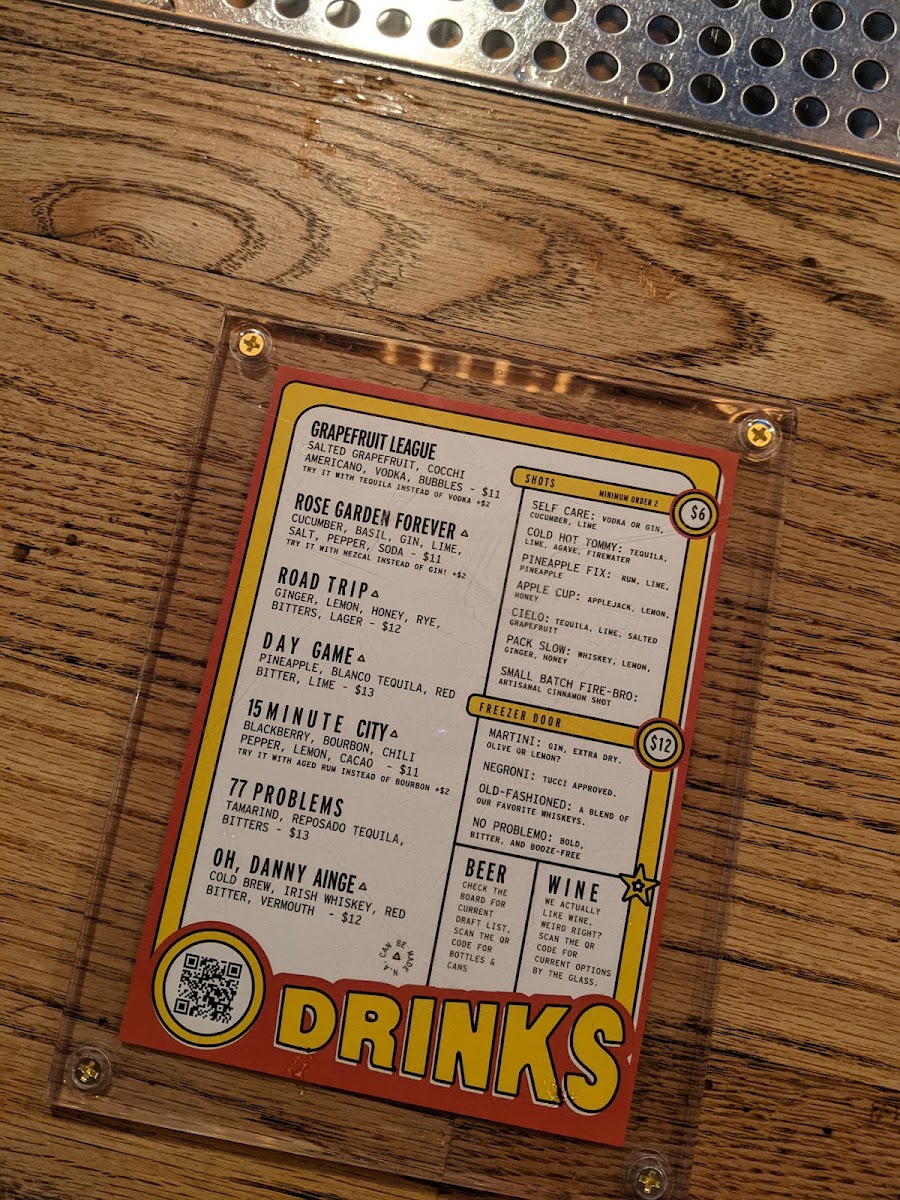 GRAPEFRUIT LEAGUE
SALTED GRAPEFRUIT, COCCHI
AMERICANO, VODKA, BUBBLES - $11
TRY IT WITH TEQUILA INSTEAD OF VODKA +$2
ROSE GARDEN FOREVER △
CUCUMBER, BASIL, GIN, LIME,
SALT, PEPPER, SODA - $11
TRY IT WITH MEZCAL INSTEAD OF GIN! +$2
ROAD TRIP △
GINGER, LEMON, HONEY, RYE,
BITTERS, LAGER - $12
DAY GAME △
PINEAPPLE, BLANCO TEQUILA, RED
BITTER, LIME - $13
15 MINUTE CITY △
BLACKBERRY, BOURBON, CHILI
PEPPER, LEMON, CACAO - $11
TRY IT WITH AGED RUM INSTEAD OF BOURBON +$2
77 PROBLEMS
TAMARIND, REPOSADO TEQUILA,
BITTERS - $13
OH, DANNY AINGE △
COLD BREW, IRISH WHISKEY, RED
BITTER, VERMOUTH - $12
△ CAN BE MADE N.A.
SHOTS MINIMUM ORDER 2 $6
SELF CARE: VODKA OR GIN,
CUCUMBER, LIME
COLD HOT TOMMY: TEQUILA,
LIME, AGAVE, FIREWATER
PINEAPPLE FIX: RUM, LIME,
PINEAPPLE
APPLE CUP: APPLEJACK, LEMON,
HONEY
CIELO: TEQUILA, LIME, SALTED
GRAPEFRUIT
PACK SLOW: WHISKEY, LEMON,
GINGER, HONEY
SMALL BATCH FIRE-BRO:
ARTISANAL CINNAMON SHOT
FREEZER DOOR $12
MARTINI: GIN, EXTRA DRY.
OLIVE OR LEMON?
NEGRONI: TUCCI APPROVED.
OLD-FASHIONED: A BLEND OF
OUR FAVORITE WHISKEYS.
NO PROBLEMO: BOLD,
BITTER, AND BOOZE-FREE
BEER
CHECK THE
BOARD FOR
CURRENT
DRAFT LIST.
SCAN THE QR
CODE FOR
BOTTLES &
CANS
WINE
WE ACTUALLY
LIKE WINE.
WEIRD RIGHT?
SCAN THE QR
CODE FOR
CURRENT OPTIONS
BY THE GLASS.
DRINKS